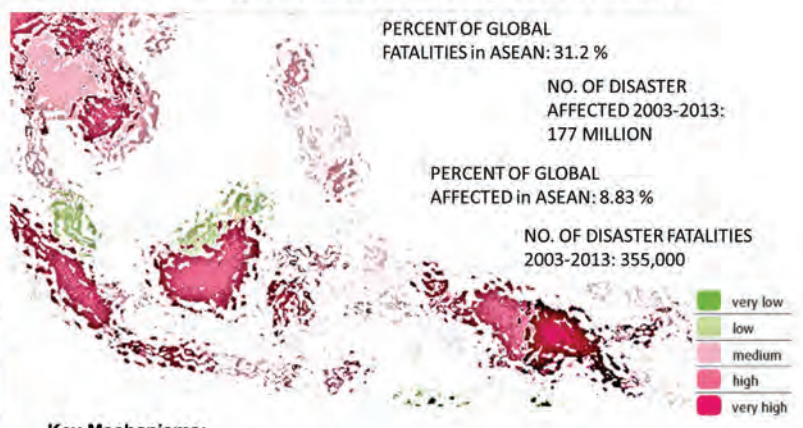 PERCENT OF GLOBAL
FATALITIES in ASEAN: 31.2 %
NO. OF DISASTER
AFFECTED 2003-2013:
177 MILLION
PERCENT OF GLOBAL
AFFECTED in ASEAN: 8.83 %
NO. OF DISASTER FATALITIES
2003-2013: 355,000
very low
low
medium
high
very high
Key Mechanisms: